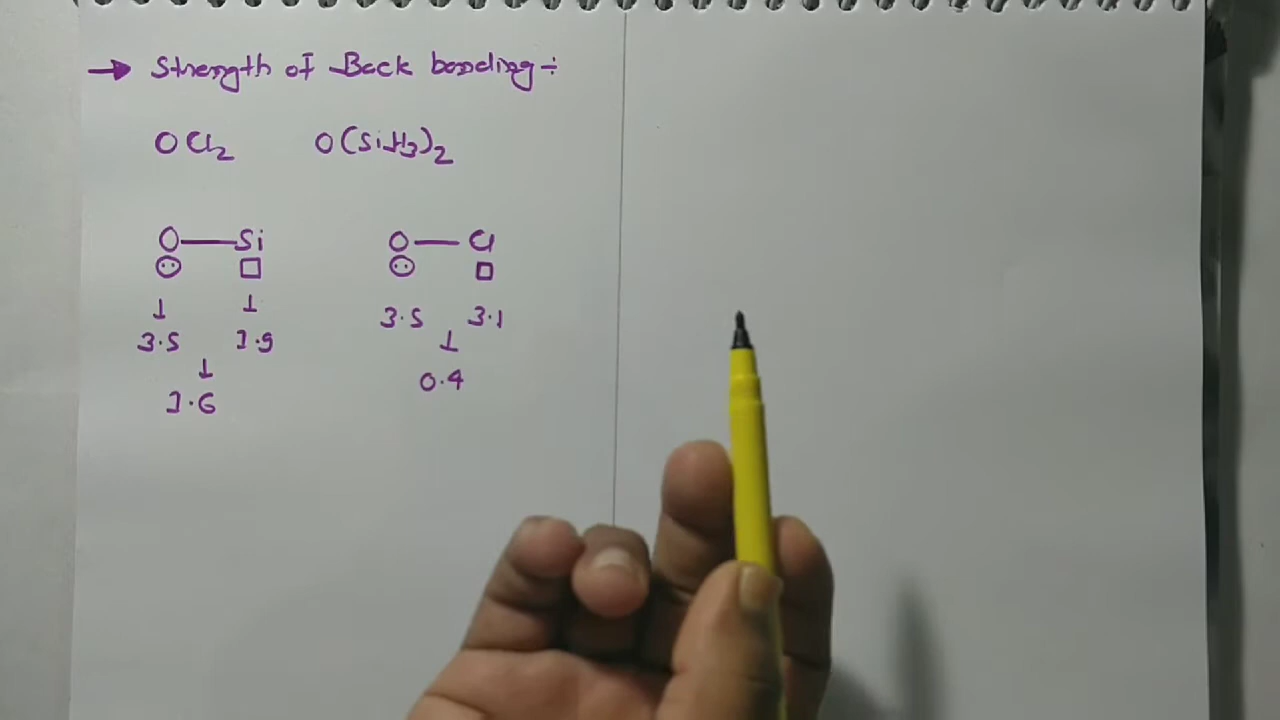 → Strength of Back bonding ÷
OCl₂ O(SiH₃)₂
O—Si O—Cl
3.5 3.1
3.5 1.9
0.4
1.6